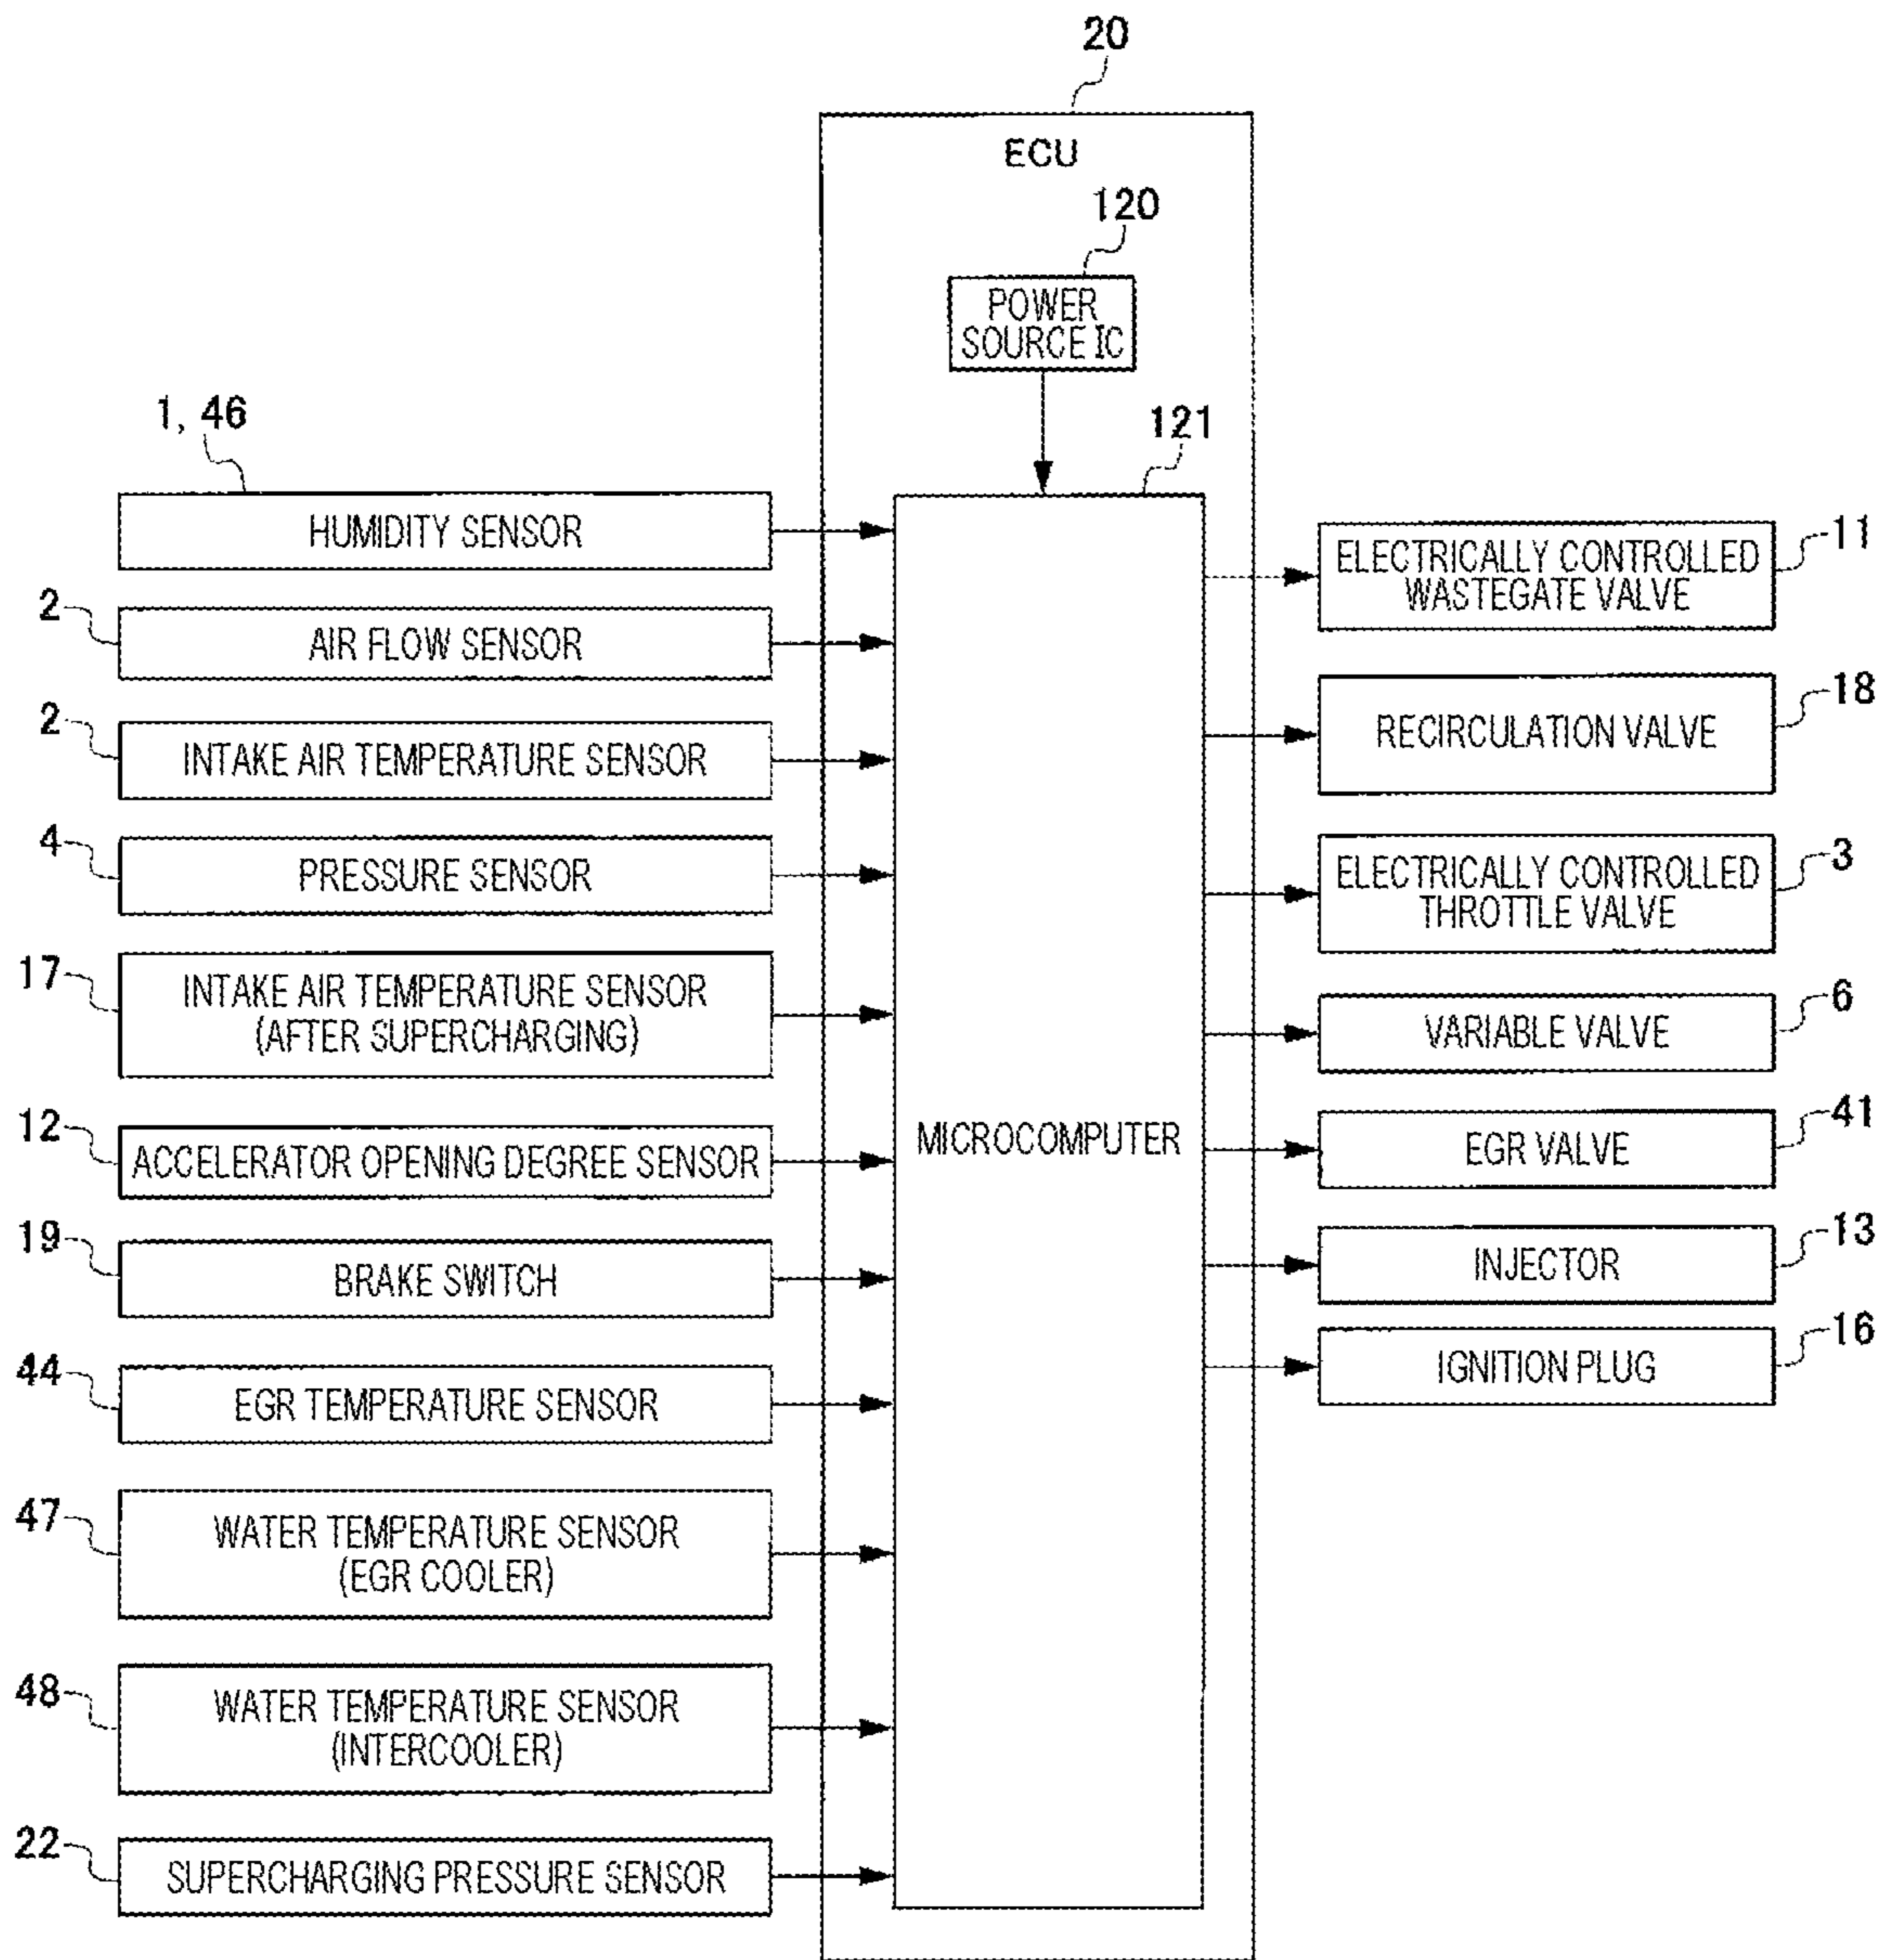 20
ECU
120
POWER
SOURCE IC
121
1, 46
HUMIDITY SENSOR
2
AIR FLOW SENSOR
2
INTAKE AIR TEMPERATURE SENSOR
4
PRESSURE SENSOR
17
INTAKE AIR TEMPERATURE SENSOR
(AFTER SUPERCHARGING)
12
ACCELERATOR OPENING DEGREE SENSOR
19
BRAKE SWITCH
44
EGR TEMPERATURE SENSOR
47
WATER TEMPERATURE SENSOR
(EGR COOLER)
48
WATER TEMPERATURE SENSOR
(INTERCOOLER)
22
SUPERCHARGING PRESSURE SENSOR
MICROCOMPUTER
ELECTRICALLY CONTROLLED
WASTEGATE VALVE
11
RECIRCULATION VALVE
18
ELECTRICALLY CONTROLLED
THROTTLE VALVE
3
VARIABLE VALVE
6
EGR VALVE
41
INJECTOR
13
IGNITION PLUG
16